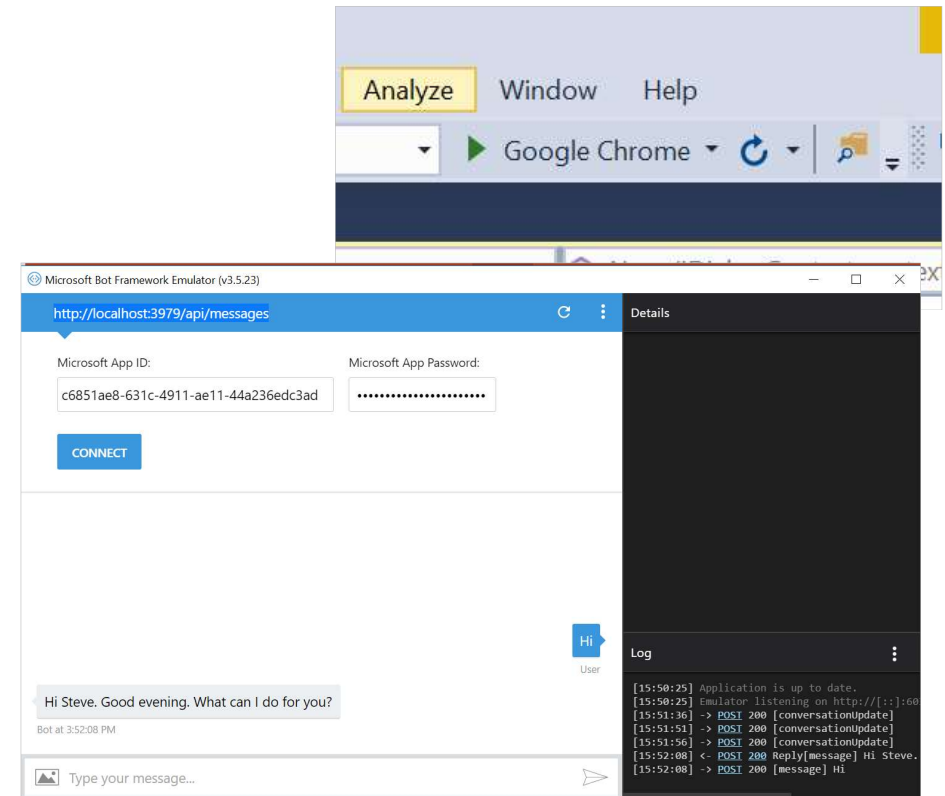 Analyze Window Help
Google Chrome
Microsoft Bot Framework Emulator (v3.5.23)
http://localhost:3979/api/messages
Details
Microsoft App ID:
Microsoft App Password:
c6851ae8-631c-4911-ae11-44a236edc3ad
•••••••••••••••••••••••
CONNECT
Hi
User
Hi Steve. Good evening. What can I do for you?
Bot at 3:52:08 PM
Type your message...
Log
[15:50:25] Application is up to date.
[15:50:25] Emulator listening on http://[::]:60
[15:51:36] -> POST 200 [conversationUpdate]
[15:51:51] -> POST 200 [conversationUpdate]
[15:51:56] -> POST 200 [conversationUpdate]
[15:52:08] <- POST 200 Reply[message] Hi Steve.
[15:52:08] -> POST 200 [message] Hi